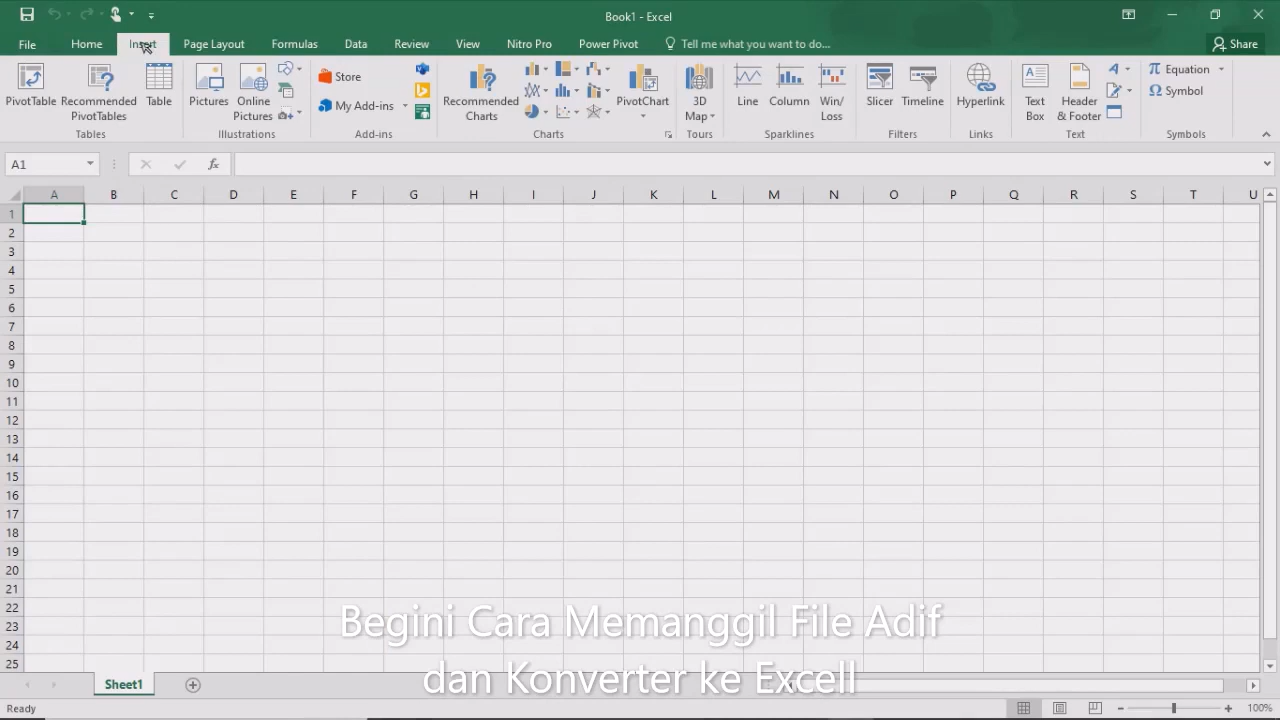 Book1 - Excel
File Home Insert Page Layout Formulas Data Review View Nitro Pro Power Pivot Tell me what you want to do... Share
PivotTable Recommended PivotTables Table Pictures Online Pictures Store My Add-ins Recommended Charts PivotChart 3D Map Line Column Win/Loss Slicer Timeline Hyperlink Text Box Header & Footer Equation Symbol
Tables Illustrations Add-ins Charts Tours Sparklines Filters Links Text Symbols
A1 fx
A B C D E F G H I J K L M N O P Q R S T U
1
2
3
4
5
6
7
8
9
10
11
12
13
14
15
16
17
18
19
20
21
22
23
24
25
Begini Cara Memanggil File Adif
dan Konverter ke Excell
Sheet1
Ready 100%